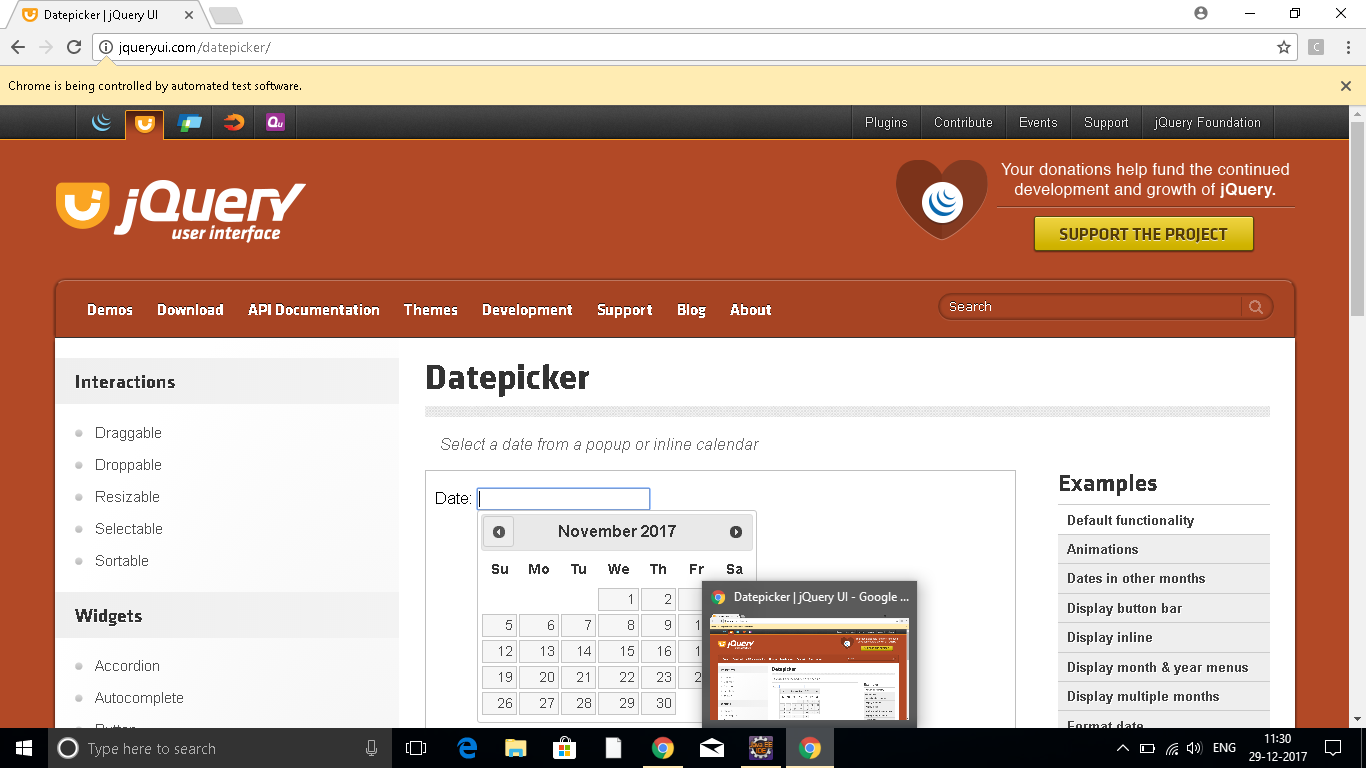 Datepicker | jQuery UI
jqueryui.com/datepicker/
Chrome is being controlled by automated test software.
Plugins Contribute Events Support jQuery Foundation
jQuery
user interface
Your donations help fund the continued
development and growth of jQuery.
SUPPORT THE PROJECT
Demos Download API Documentation Themes Development Support Blog About
Search
Interactions
Draggable
Droppable
Resizable
Selectable
Sortable
Widgets
Accordion
Autocomplete
Button
Datepicker
Select a date from a popup or inline calendar
Date:
November 2017
Su Mo Tu We Th Fr Sa
1 2
5 6 7 8 9
12 13 14 15 16
19 20 21 22 23
26 27 28 29 30
Examples
Default functionality
Animations
Dates in other months
Display button bar
Display inline
Display month & year menus
Display multiple months
Format date
Datepicker | jQuery UI - Google ...
Type here to search
ENG
11:30
29-12-2017